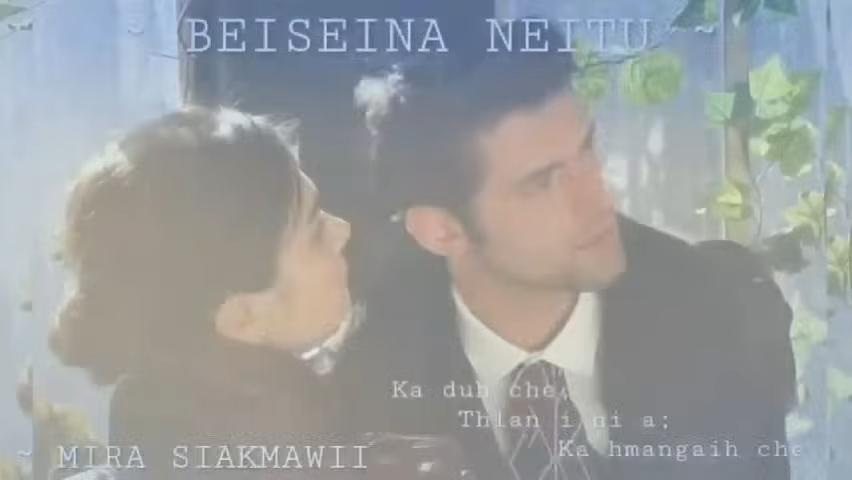 ~ ~ BEISEINA NEITU ~ ~
Ka duh che,
Thlan i ni a;
Ka hmangaih che
~ MIRA SIAKMAWII